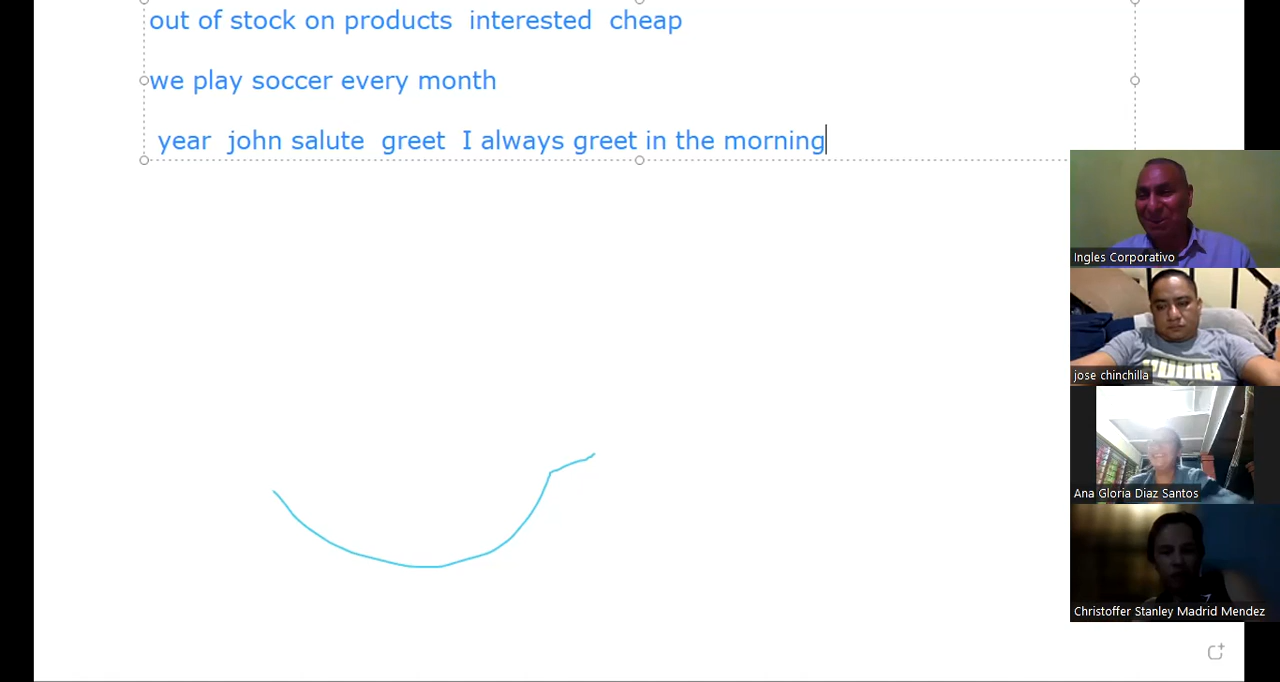 out of stock on products  interested  cheap
we play soccer every month
year  john salute  greet  I always greet in the morning
Ingles Corporativo
jose chinchilla
Ana Gloria Diaz Santos
Christoffer Stanley Madrid Mendez